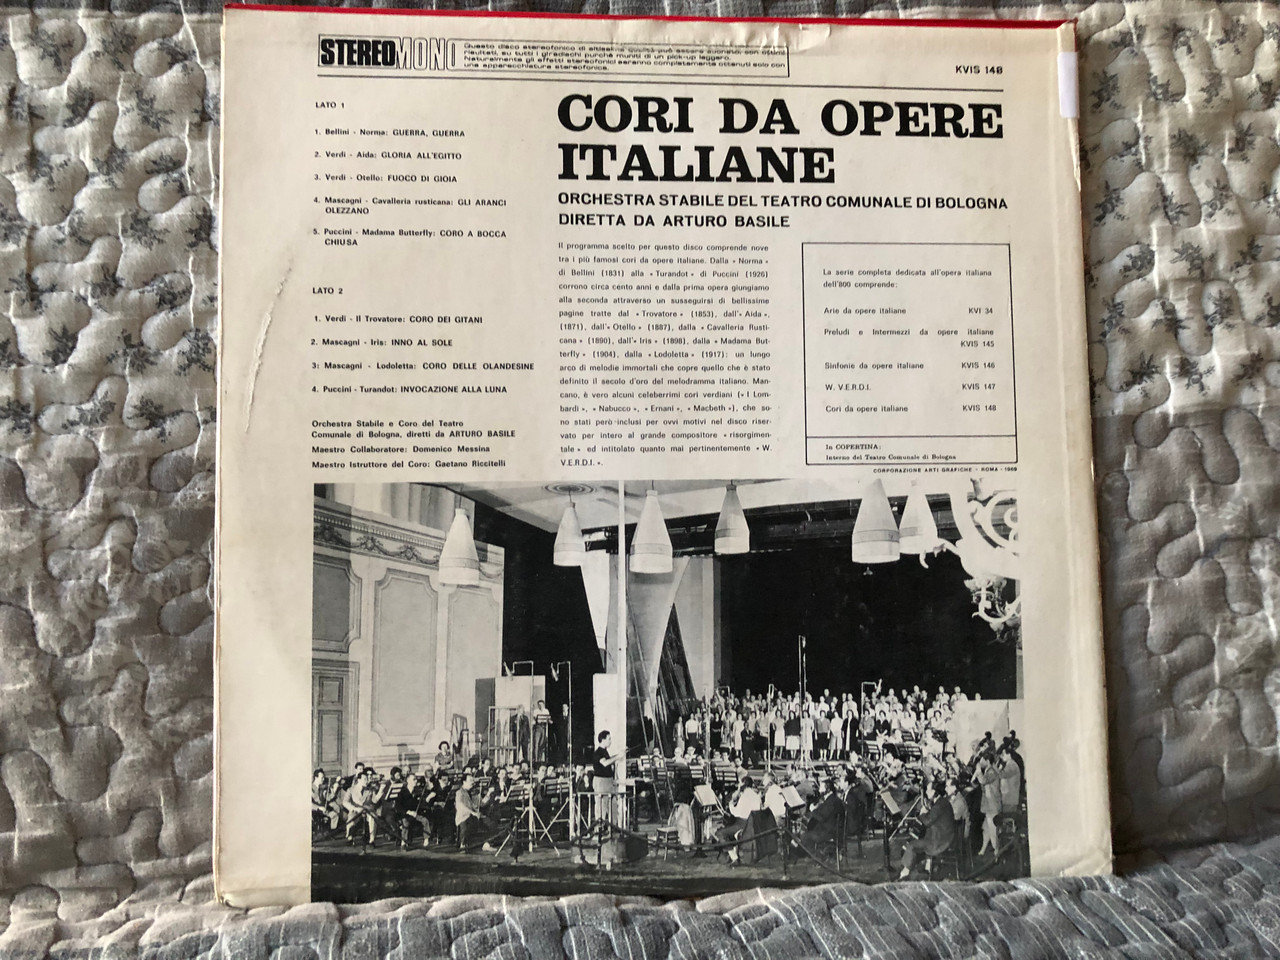 STEREOMONO
Questo disco stereofonico di altissima qualità può essere suonato, con ottimi
risultati, su tutti i giradischi purché muniti di un pick-up leggero.
Naturalmente gli effetti stereofonici saranno completamente ottenuti solo con
una apparecchiatura stereofonica.
KVIS 148
LATO 1
1. Bellini - Norma: GUERRA, GUERRA
2. Verdi - Aida: GLORIA ALL'EGITTO
3. Verdi - Otello: FUOCO DI GIOIA
4. Mascagni - Cavalleria rusticana: GLI ARANCI
OLEZZANO
5. Puccini - Madama Butterfly: CORO A BOCCA
CHIUSA
LATO 2
1. Verdi - Il Trovatore: CORO DEI GITANI
2. Mascagni - Iris: INNO AL SOLE
3: Mascagni - Lodoletta: CORO DELLE OLANDESINE
4. Puccini - Turandot: INVOCAZIONE ALLA LUNA
Orchestra Stabile e Coro del Teatro
Comunale di Bologna, diretti da ARTURO BASILE
Maestro Collaboratore: Domenico Messina
Maestro Istruttore del Coro: Gaetano Riccitelli
CORI DA OPERE
ITALIANE
ORCHESTRA STABILE DEL TEATRO COMUNALE DI BOLOGNA
DIRETTA DA ARTURO BASILE
Il programma scelto per questo disco comprende nove
tra i più famosi cori da opere italiane. Dalla « Norma »
di Bellini (1831) alla « Turandot » di Puccini (1926)
corrono circa cento anni e dalla prima opera giungiamo
alla seconda attraverso un susseguirsi di bellissime
pagine tratte dal « Trovatore » (1853), dall'« Aida »,
(1871), dall'« Otello » (1887), dalla « Cavalleria Rusti-
cana » (1890), dall'« Iris » (1898), dalla « Madama But-
terfly » (1904), dalla « Lodoletta » (1917): un lungo
arco di melodie immortali che copre quello che è stato
definito il secolo d'oro del melodramma italiano. Man-
cano, è vero alcuni celeberrimi cori verdiani (« I Lom-
bardi », « Nabucco », « Ernani », « Macbeth »), che so-
no stati però inclusi per ovvi motivi nel disco riser-
vato per intero al grande compositore « risorgimen-
tale » ed intitolato quanto mai pertinentemente « W.
V.E.R.D.I. ».
La serie completa dedicata all'opera italiana
dell'800 comprende:
Arie da opere italiane KVI 34
Preludi e Intermezzi da opere italiane
KVIS 145
Sinfonie da opere italiane KVIS 146
W. V.E.R.D.I. KVIS 147
Cori da opere italiane KVIS 148
In COPERTINA:
Interno del Teatro Comunale di Bologna
CORPORAZIONE ARTI GRAFICHE - ROMA - 1969